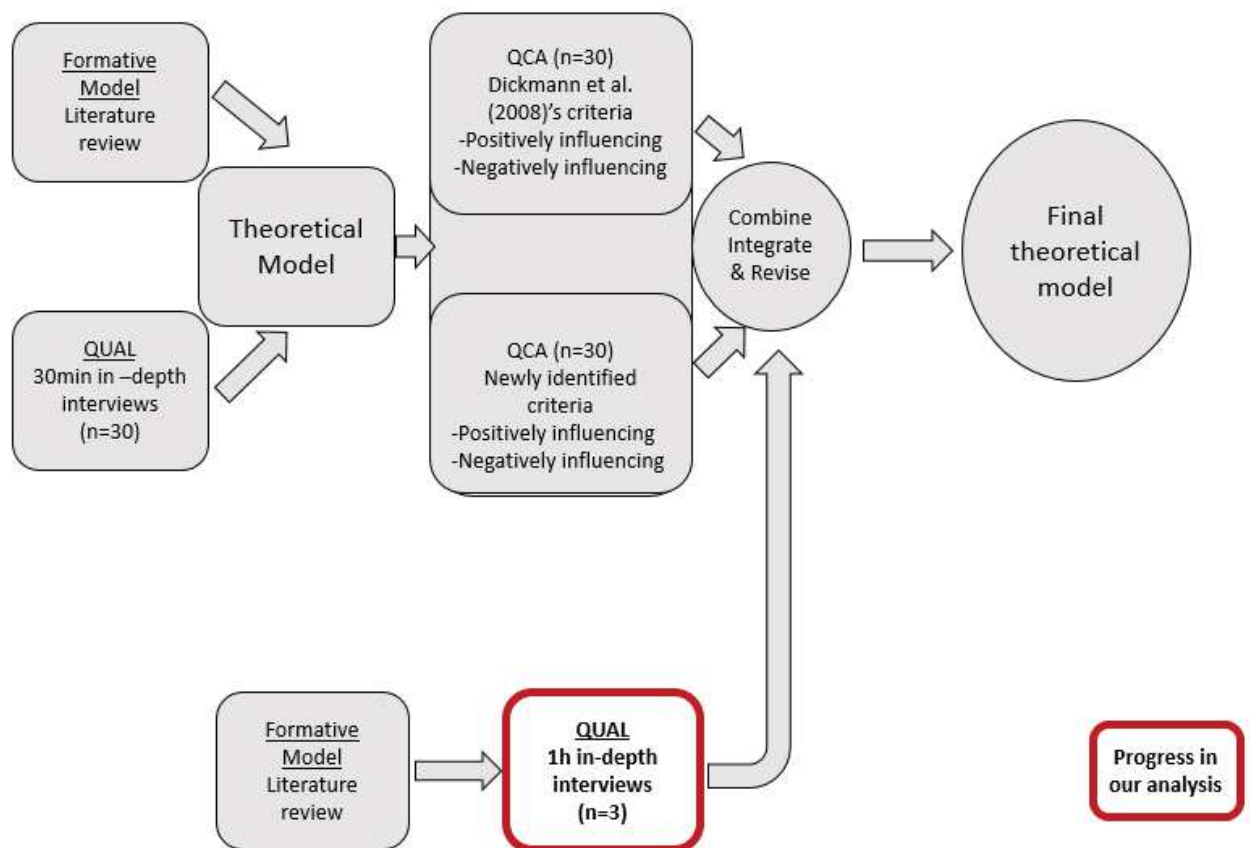 Formative
Model
Literature
review
QUAL
30min in –depth
interviews
(n=30)
Theoretical
Model
QCA (n=30)
Dickmann et al.
(2008)'s criteria
-Positively influencing
-Negatively influencing
QCA (n=30)
Newly identified
criteria
-Positively influencing
-Negatively influencing
Combine
Integrate
& Revise
Final
theoretical
model
Formative
Model
Literature
review
QUAL
1h in-depth
interviews
(n=3)
Progress in
our analysis